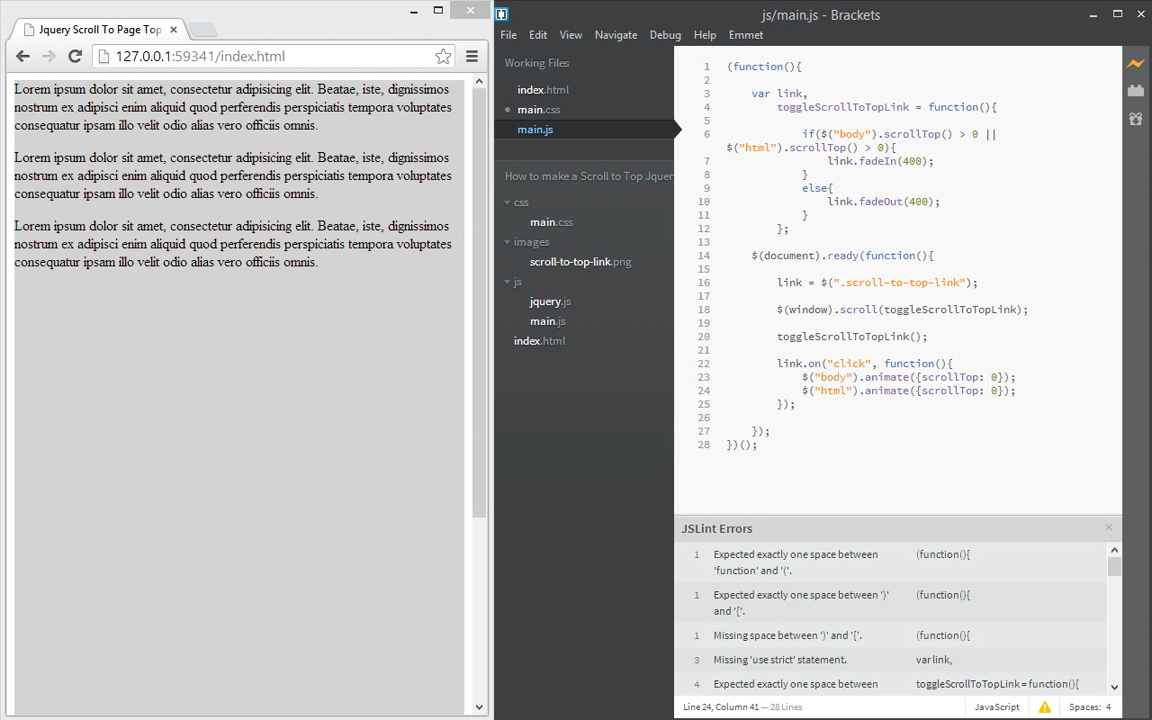 Jquery Scroll To Page Top
127.0.0.1:59341/index.html
Lorem ipsum dolor sit amet, consectetur adipisicing elit. Beatae, iste, dignissimos
nostrum ex adipisci enim aliquid quod perferendis perspiciatis tempora voluptates
consequatur ipsam illo velit odio alias vero officiis omnis.
Lorem ipsum dolor sit amet, consectetur adipisicing elit. Beatae, iste, dignissimos
nostrum ex adipisci enim aliquid quod perferendis perspiciatis tempora voluptates
consequatur ipsam illo velit odio alias vero officiis omnis.
Lorem ipsum dolor sit amet, consectetur adipisicing elit. Beatae, iste, dignissimos
nostrum ex adipisci enim aliquid quod perferendis perspiciatis tempora voluptates
consequatur ipsam illo velit odio alias vero officiis omnis.
js/main.js - Brackets
File Edit View Navigate Debug Help Emmet
Working Files
index.html
main.css
main.js
How to make a Scroll to Top Jquer
css
main.css
images
scroll-to-top-link.png
js
jquery.js
main.js
index.html
1 (function(){
2
3 var link,
4 toggleScrollToTopLink = function(){
5
6 if($("body").scrollTop() > 0 ||
$("html").scrollTop() > 0){
7 link.fadeIn(400);
8 }
9 else{
10 link.fadeOut(400);
11 }
12 };
13
14 $(document).ready(function(){
15
16 link = $(".scroll-to-top-link");
17
18 $(window).scroll(toggleScrollToTopLink);
19
20 toggleScrollToTopLink();
21
22 link.on("click", function(){
23 $("body").animate({scrollTop: 0});
24 $("html").animate({scrollTop: 0});
25 });
26
27 });
28 })();
JSLint Errors
1 Expected exactly one space between (function(){
'function' and '('.
1 Expected exactly one space between ')' (function(){
and '{'.
1 Missing space between ')' and '{'. (function(){
3 Missing 'use strict' statement. var link,
4 Expected exactly one space between toggleScrollToTopLink = function(){
Line 24, Column 41 — 28 Lines JavaScript Spaces: 4